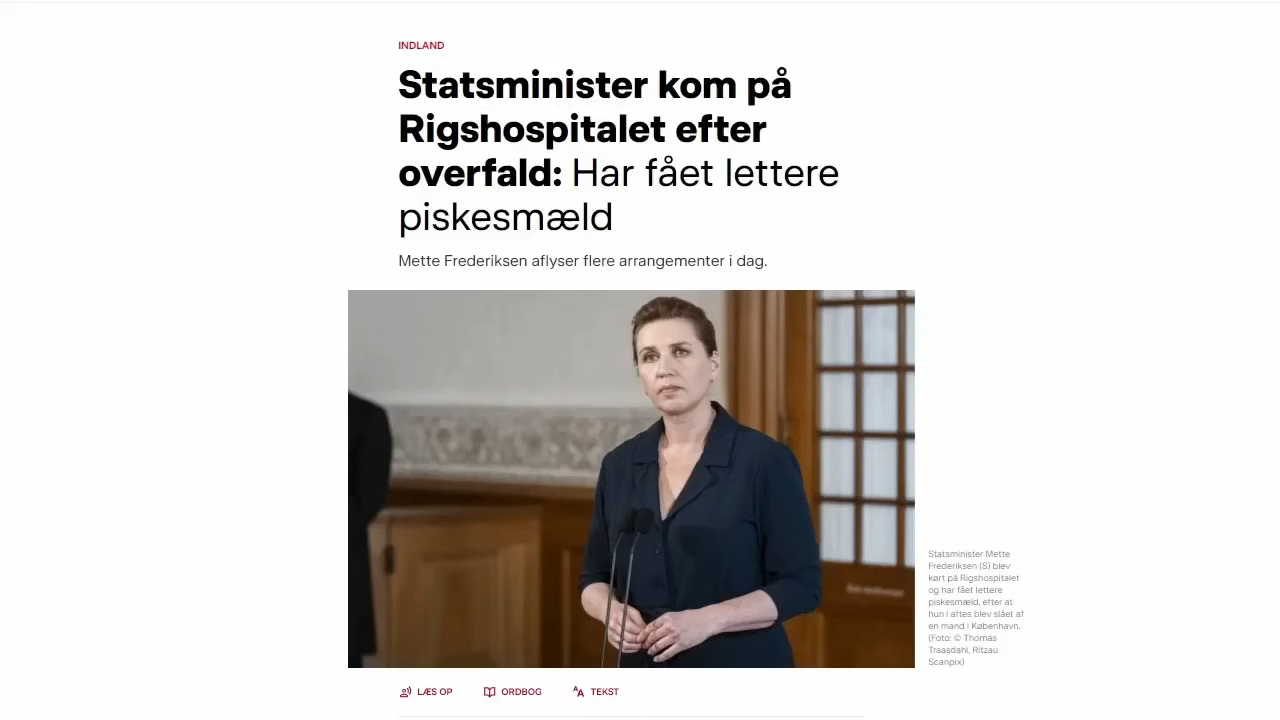 INDLAND
Statsminister kom på
Rigshospitalet efter
overfald: Har fået lettere
piskesmæld
Mette Frederiksen aflyser flere arrangementer i dag.
Statsminister Mette
Frederiksen (S) blev
kørt på Rigshospitalet
og har fået lettere
piskesmæld, efter at
hun i aftes blev slået af
en mand i København.
(Foto: © Thomas
Traasdahl, Ritzau
Scanpix)
LÆS OP
ORDBOG
TEKST